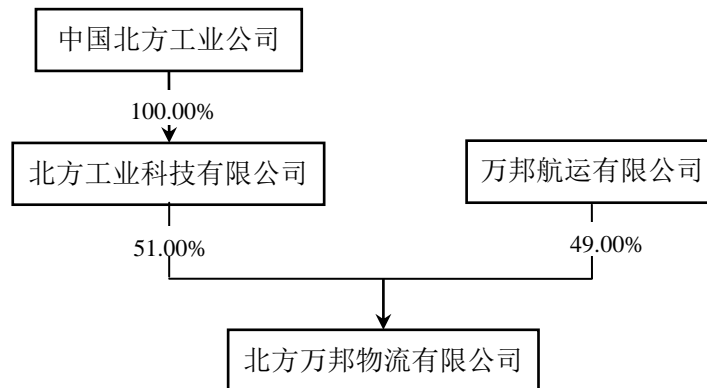 中国北方工业公司
100.00%
北方工业科技有限公司
万邦航运有限公司
51.00%
49.00%
北方万邦物流有限公司